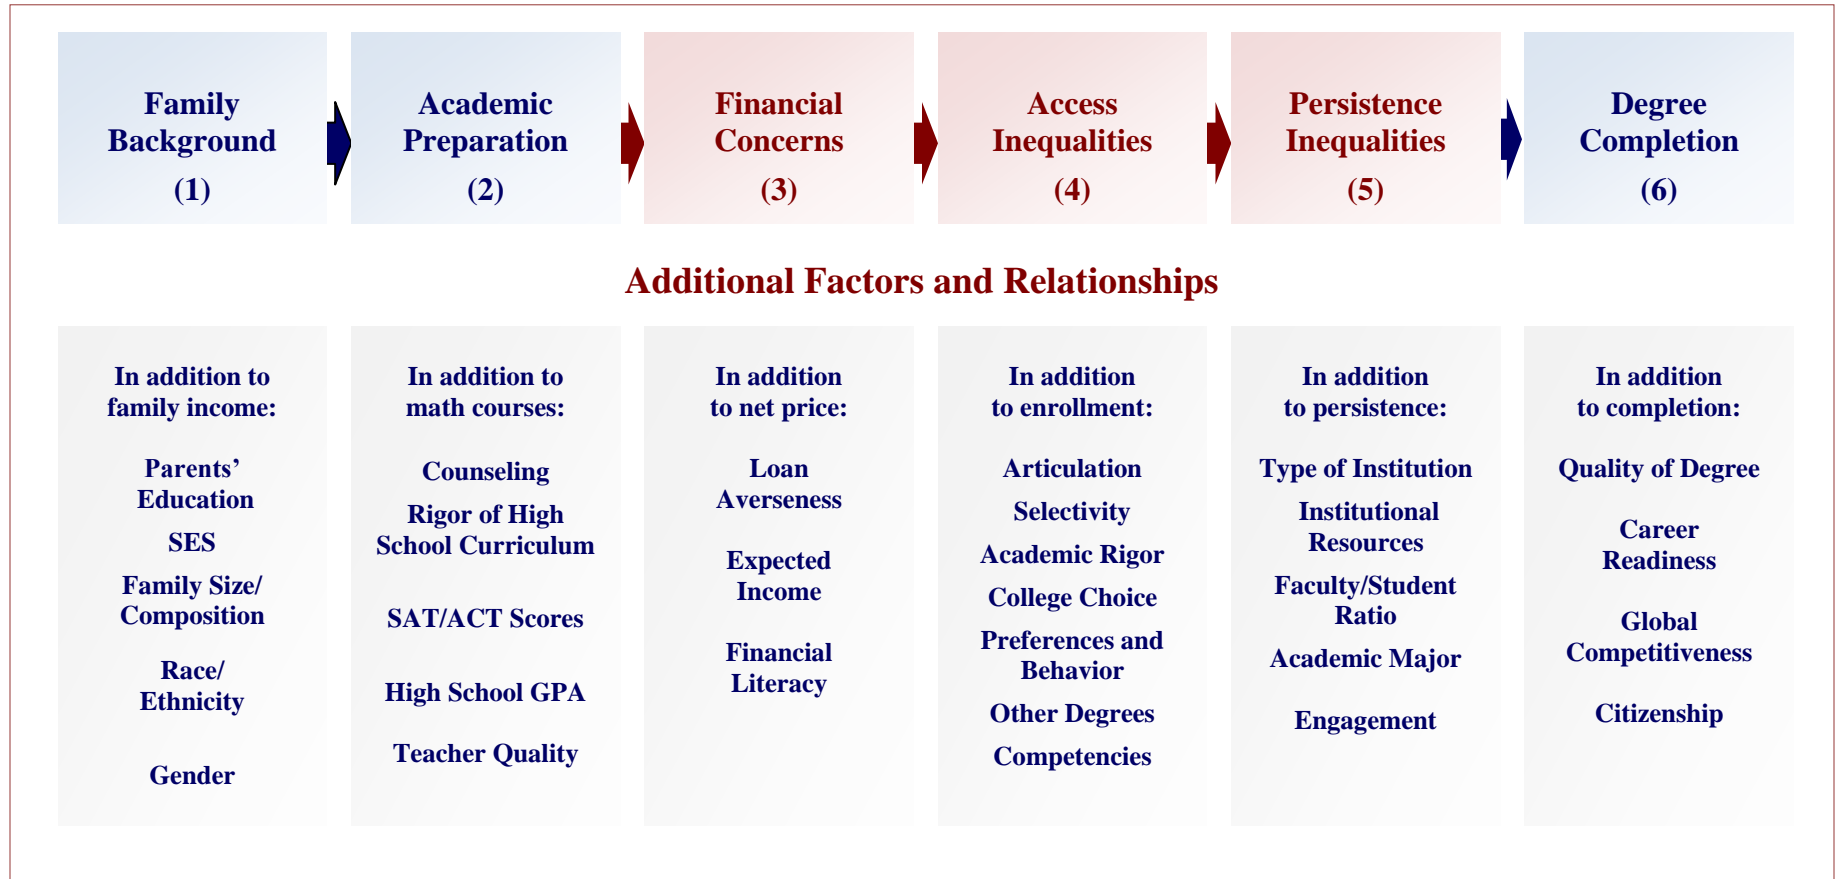 Family
Background
(1)
Academic
Preparation
(2)
Financial
Concerns
(3)
Access
Inequalities
(4)
Persistence
Inequalities
(5)
Degree
Completion
(6)
Additional Factors and Relationships
In addition to
family income:
Parents’
Education
SES
Family Size/
Composition
Race/
Ethnicity
Gender
In addition to
math courses:
Counseling
Rigor of High
School Curriculum
SAT/ACT Scores
High School GPA
Teacher Quality
In addition
to net price:
Loan
Averseness
Expected
Income
Financial
Literacy
In addition
to enrollment:
Articulation
Selectivity
Academic Rigor
College Choice
Preferences and
Behavior
Other Degrees
Competencies
In addition
to persistence:
Type of Institution
Institutional
Resources
Faculty/Student
Ratio
Academic Major
Engagement
In addition
to completion:
Quality of Degree
Career
Readiness
Global
Competitiveness
Citizenship